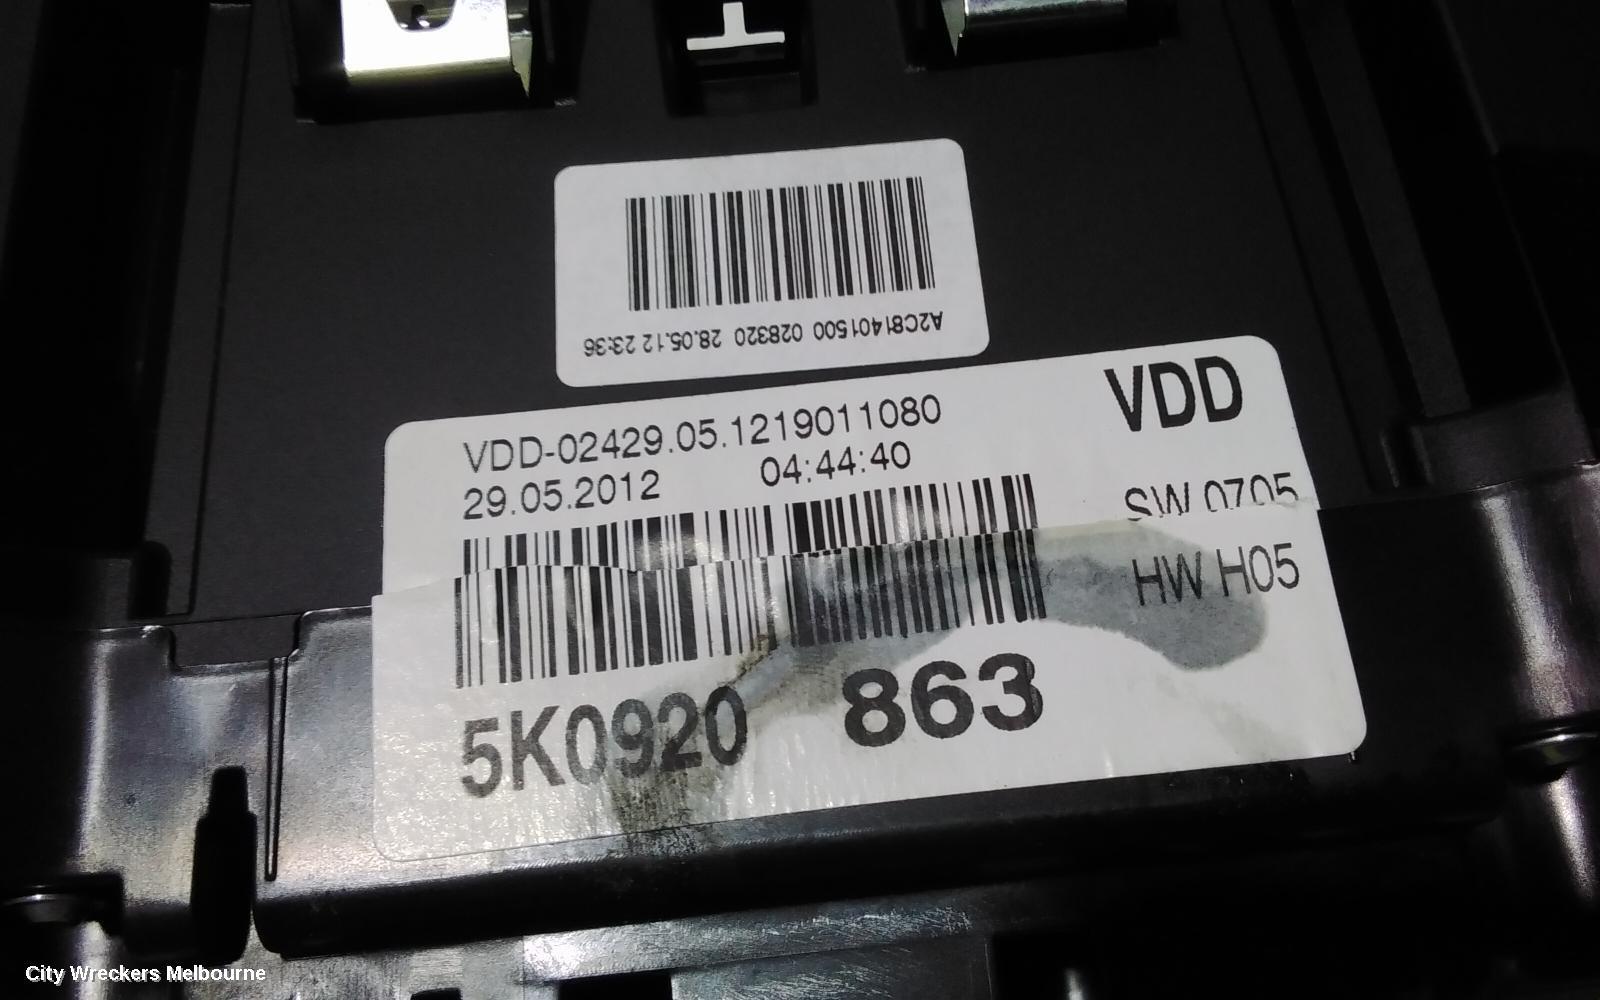 A2C81401500 028320 28.05.12 23:36
VDD-02429.05.1219011080
29.05.2012 04:44:40
VDD
SW 0705
HW H05
5K0920 863
City Wreckers Melbourne